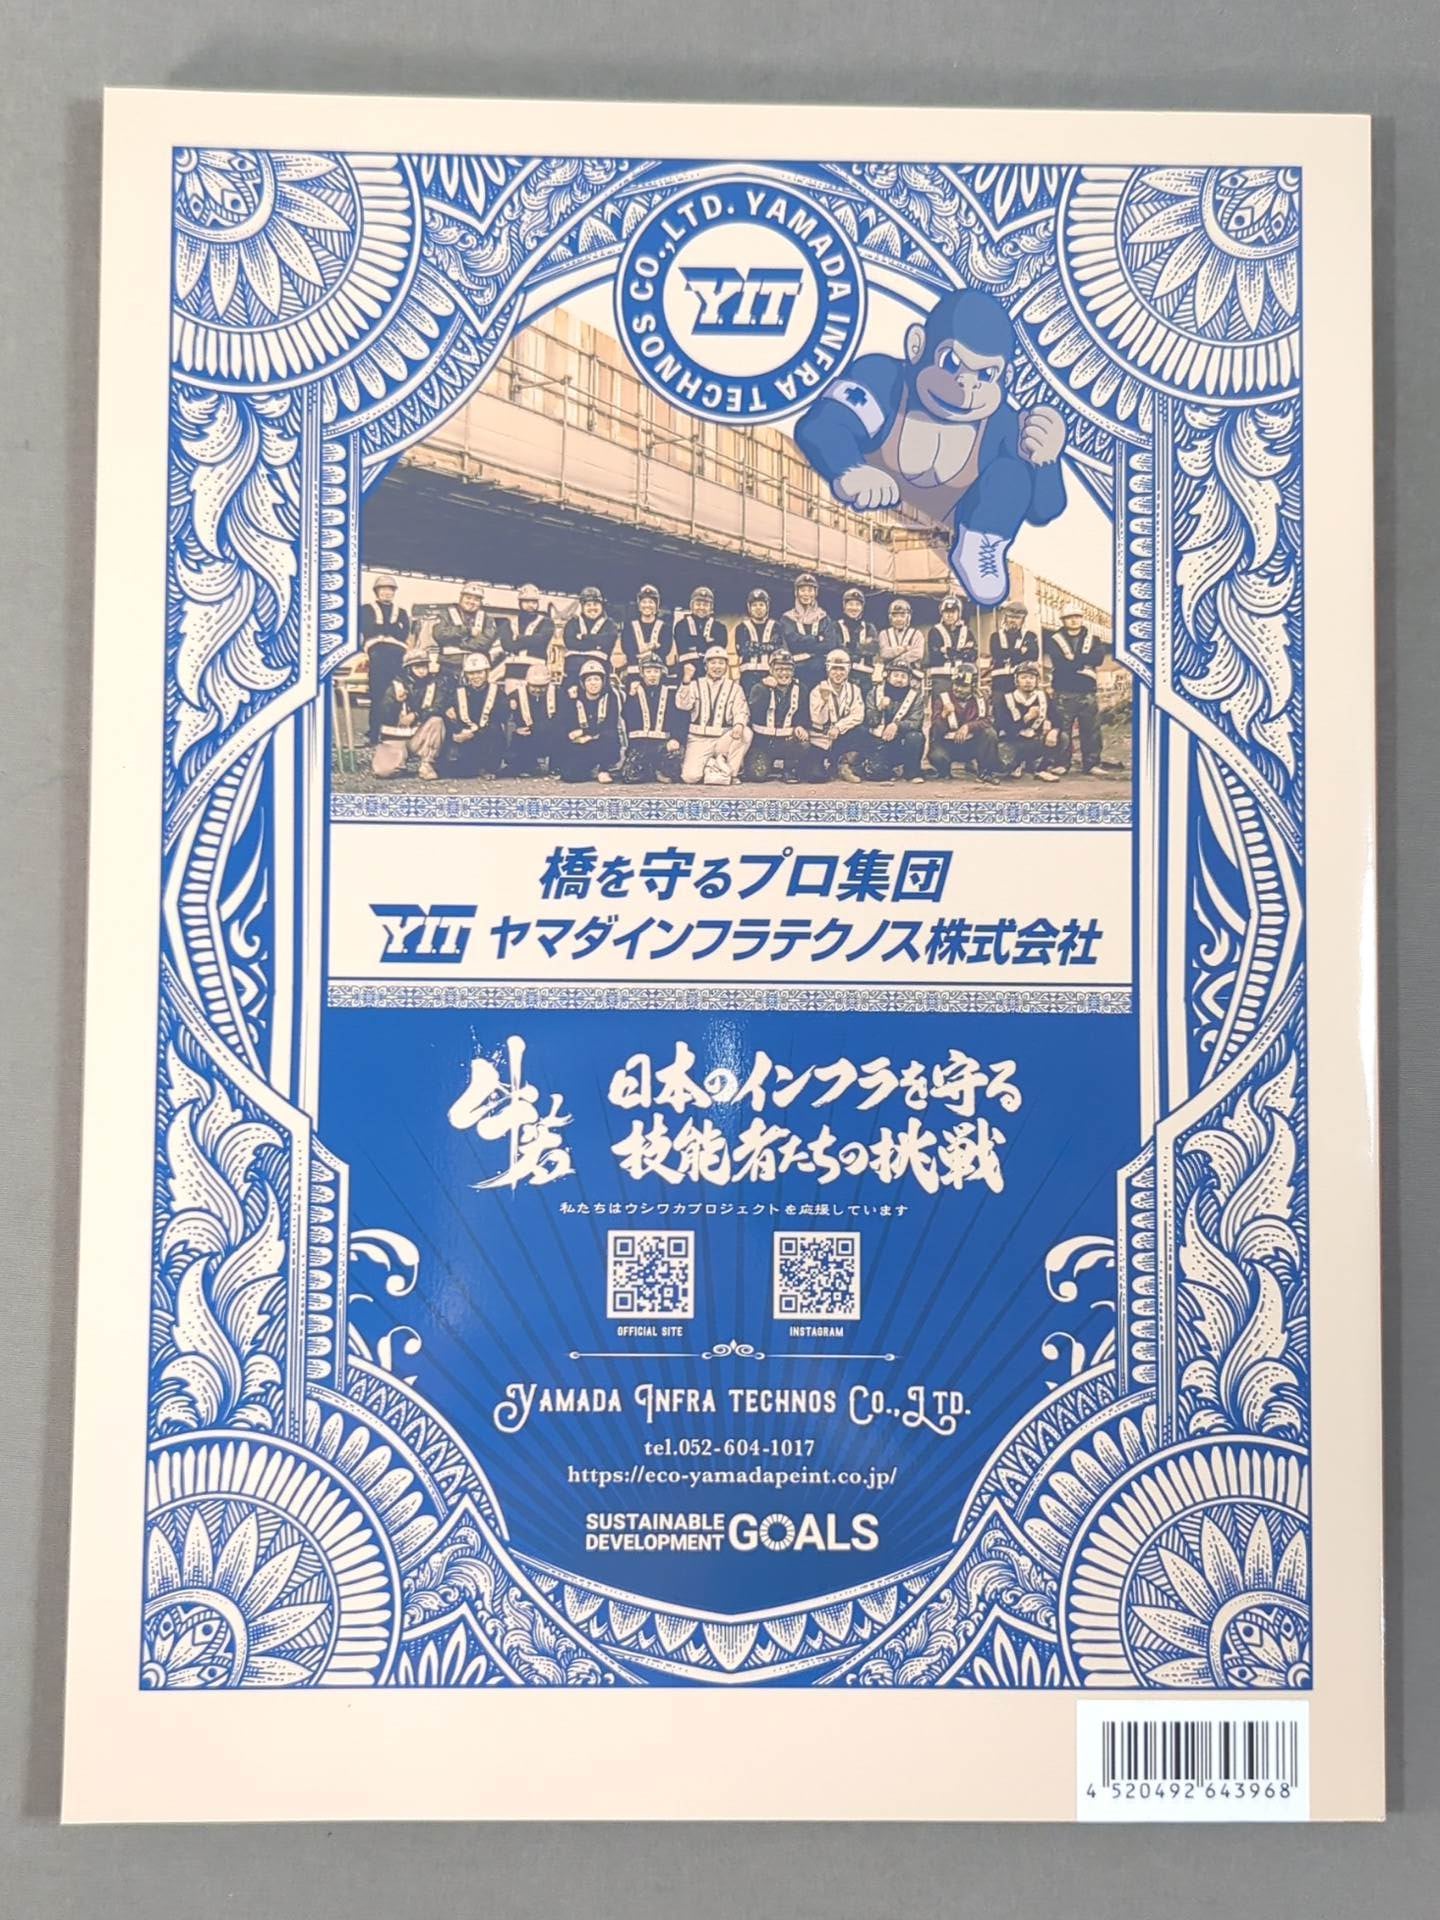 YAMADA INFRA TECHNOS CO.,LTD.
Y.I.T.
橋を守るプロ集団
Y.I.T. ヤマダインフラテクノス株式会社
牛若
日本のインフラを守る
技能者たちの挑戦
私たちはウシワカプロジェクトを応援しています
OFFICIAL SITE
INSTAGRAM
YAMADA INFRA TECHNOS CO.,LTD.
tel.052-604-1017
https://eco-yamadapeint.co.jp/
SUSTAINABLE
DEVELOPMENT GOALS
4 520492 643968